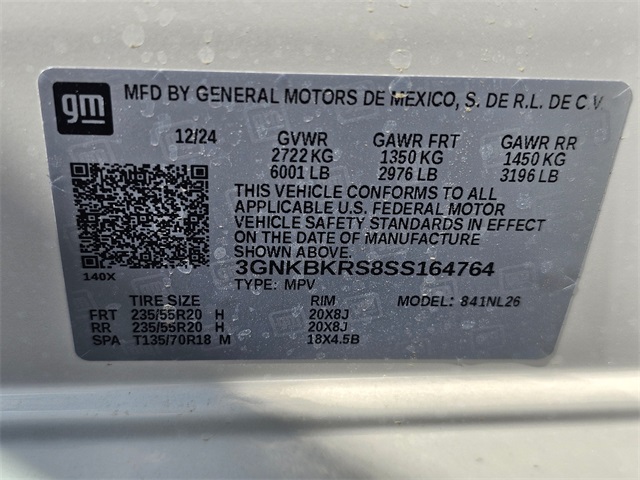 gm
MFD BY GENERAL MOTORS DE MEXICO, S. DE R.L. DE C.V.
12/24 GVWR GAWR FRT GAWR RR
2722 KG 1350 KG 1450 KG
6001 LB 2976 LB 3196 LB
THIS VEHICLE CONFORMS TO ALL
APPLICABLE U.S. FEDERAL MOTOR
VEHICLE SAFETY STANDARDS IN EFFECT
ON THE DATE OF MANUFACTURE
SHOWN ABOVE.
140X 3GNKBKRS8SS164764
TYPE: MPV
TIRE SIZE RIM MODEL: 841NL26
FRT 235/55R20 H 20X8J
RR 235/55R20 H 20X8J
SPA T135/70R18 M 18X4.5B